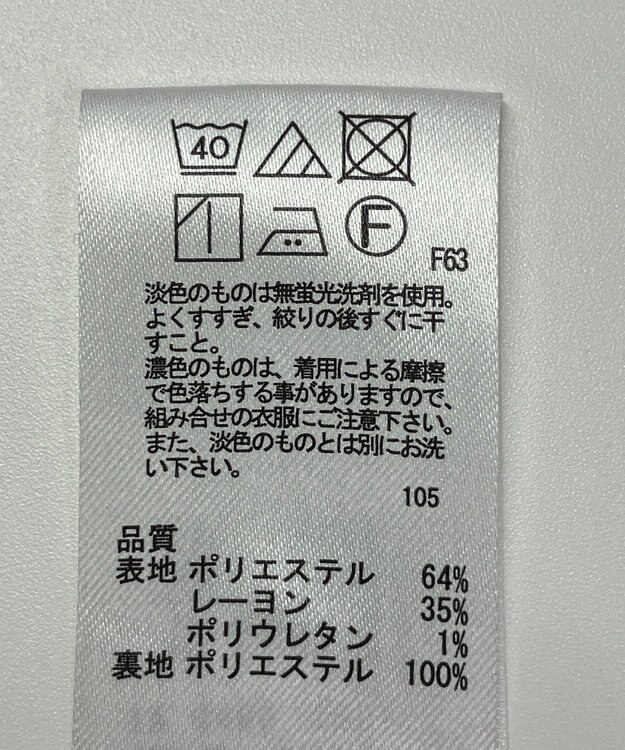 40
F
F63
淡色のものは無蛍光洗剤を使用。
よくすすぎ、絞りの後すぐに干
すこと。
濃色のものは、着用による摩擦
で色落ちする事がありますので、
組み合せの衣服にご注意下さい。
また、淡色のものとは別にお洗
い下さい。
105
品質
表地 ポリエステル 64%
レーヨン 35%
ポリウレタン 1%
裏地 ポリエステル 100%